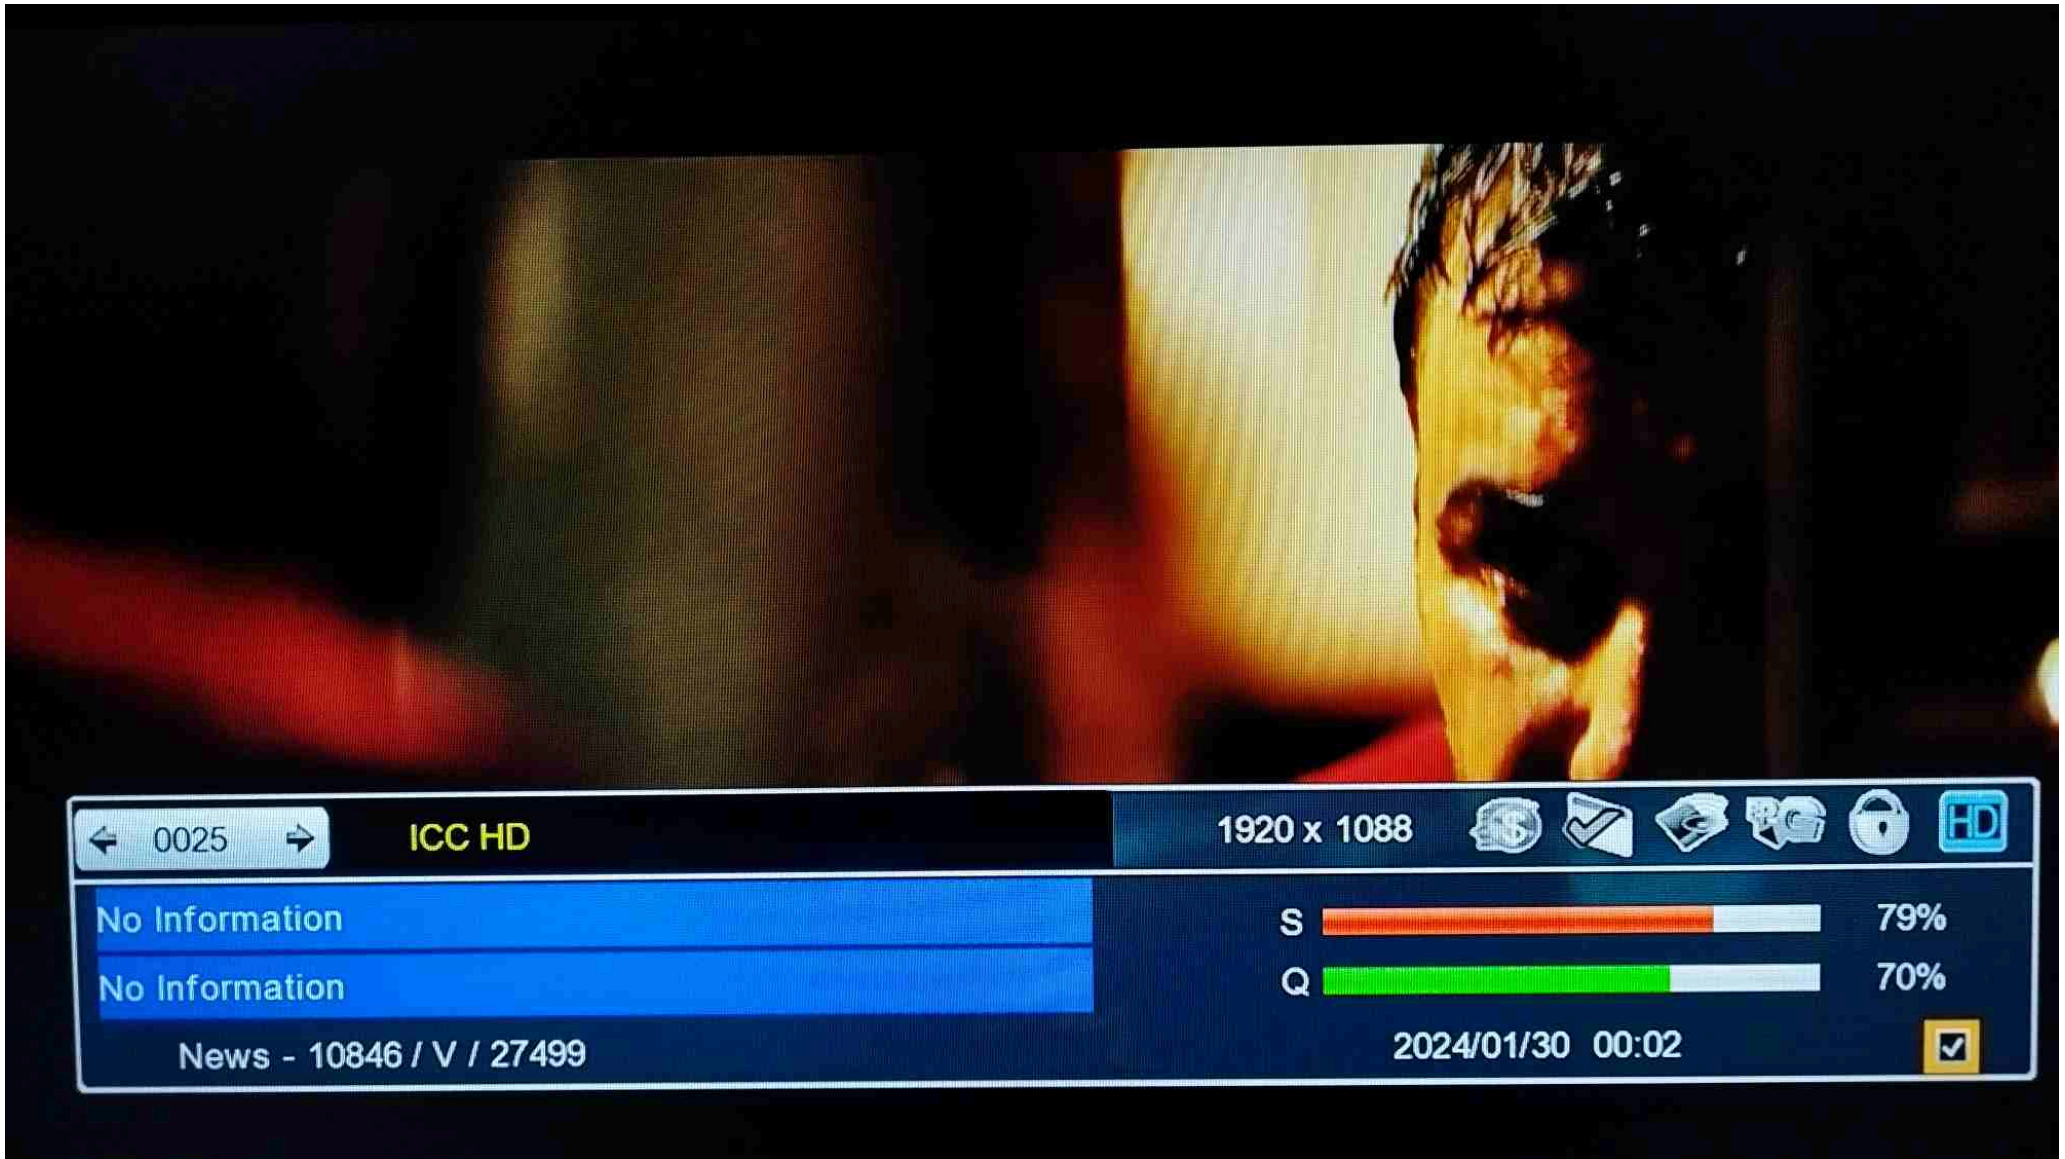 0025
ICC HD
1920 x 1088
$
HD
No Information
S 79%
No Information
Q 70%
News - 10846 / V / 27499
2024/01/30 00:02